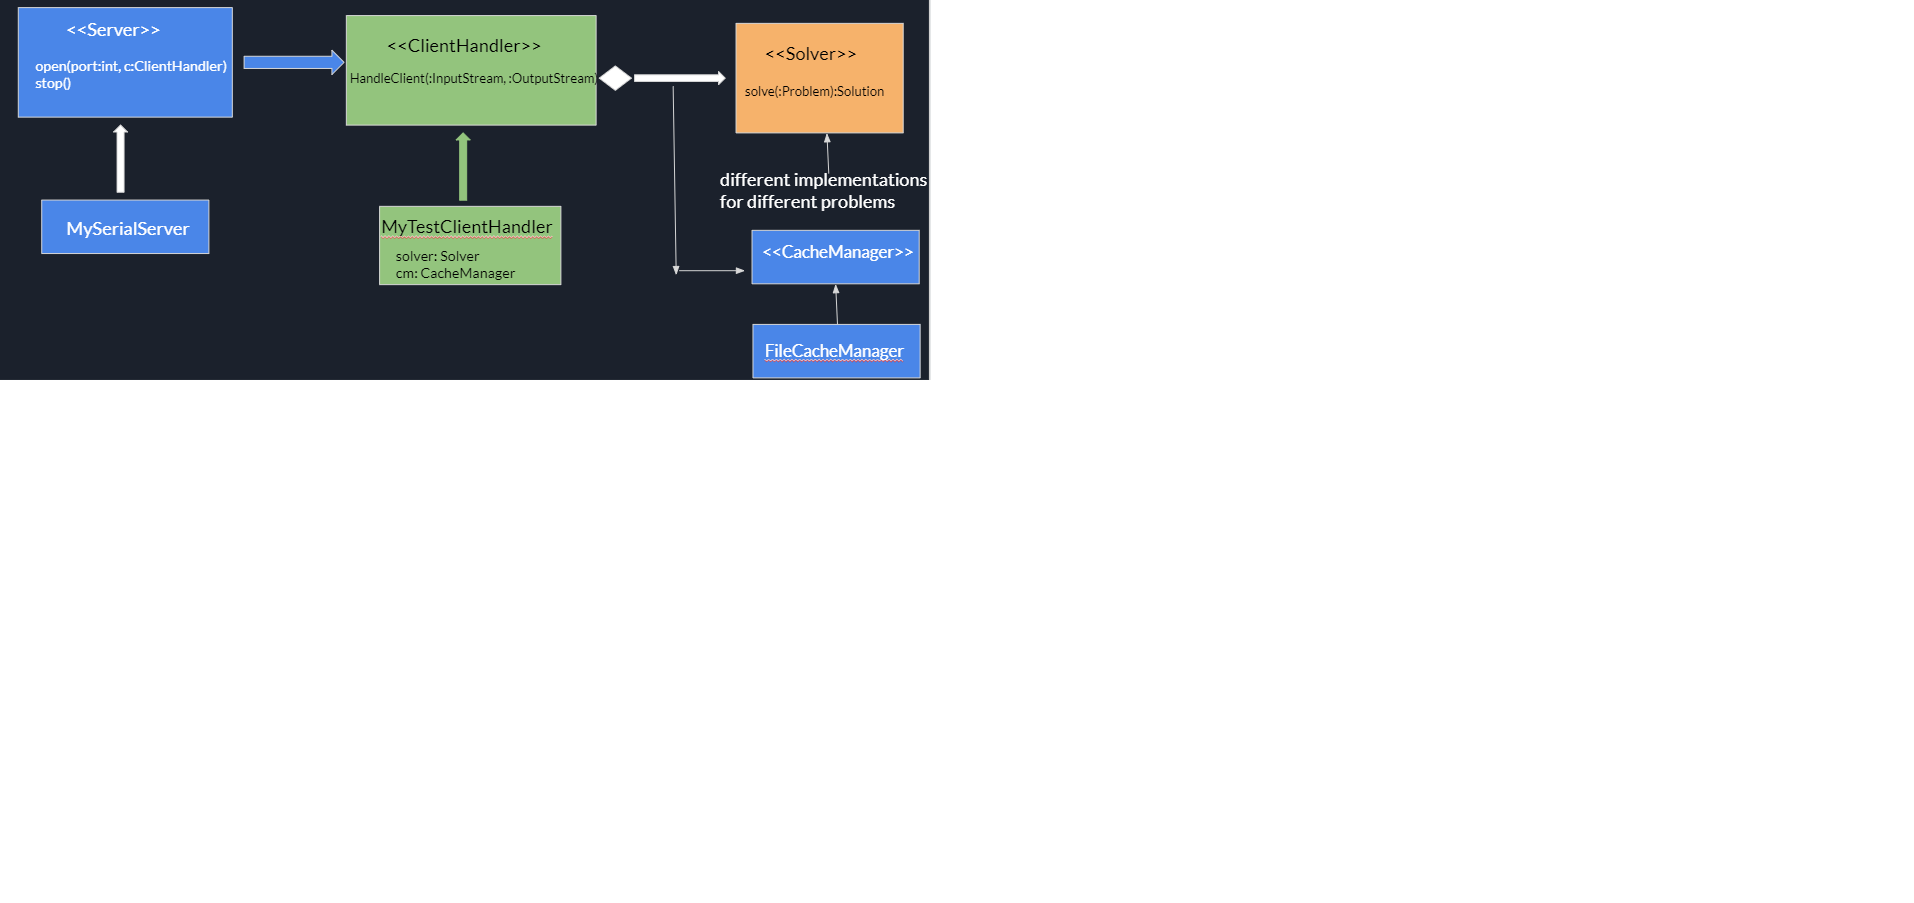 <<Server>>
open(port:int, c:ClientHandler)
stop()
<<ClientHandler>>
HandleClient(:InputStream, :OutputStream)
<<Solver>>
solve(:Problem):Solution
different implementations
for different problems
MySerialServer
MyTestClientHandler
solver: Solver
cm: CacheManager
<<CacheManager>>
FileCacheManager